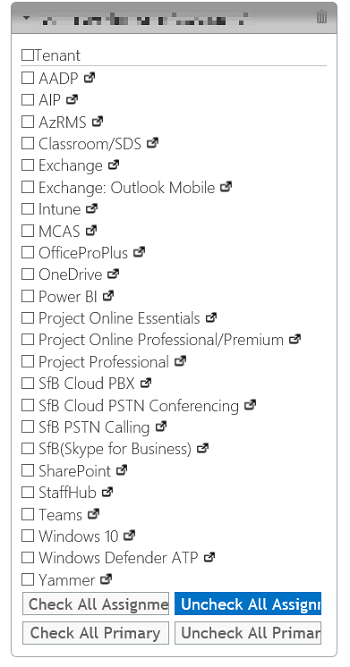 Tenant
AADP
AIP
AzRMS
Classroom/SDS
Exchange
Exchange: Outlook Mobile
Intune
MCAS
OfficeProPlus
OneDrive
Power BI
Project Online Essentials
Project Online Professional/Premium
Project Professional
SfB Cloud PBX
SfB Cloud PSTN Conferencing
SfB PSTN Calling
SfB(Skype for Business)
SharePoint
StaffHub
Teams
Windows 10
Windows Defender ATP
Yammer
Check All Assignme Uncheck All Assignr
Check All Primary Uncheck All Primar